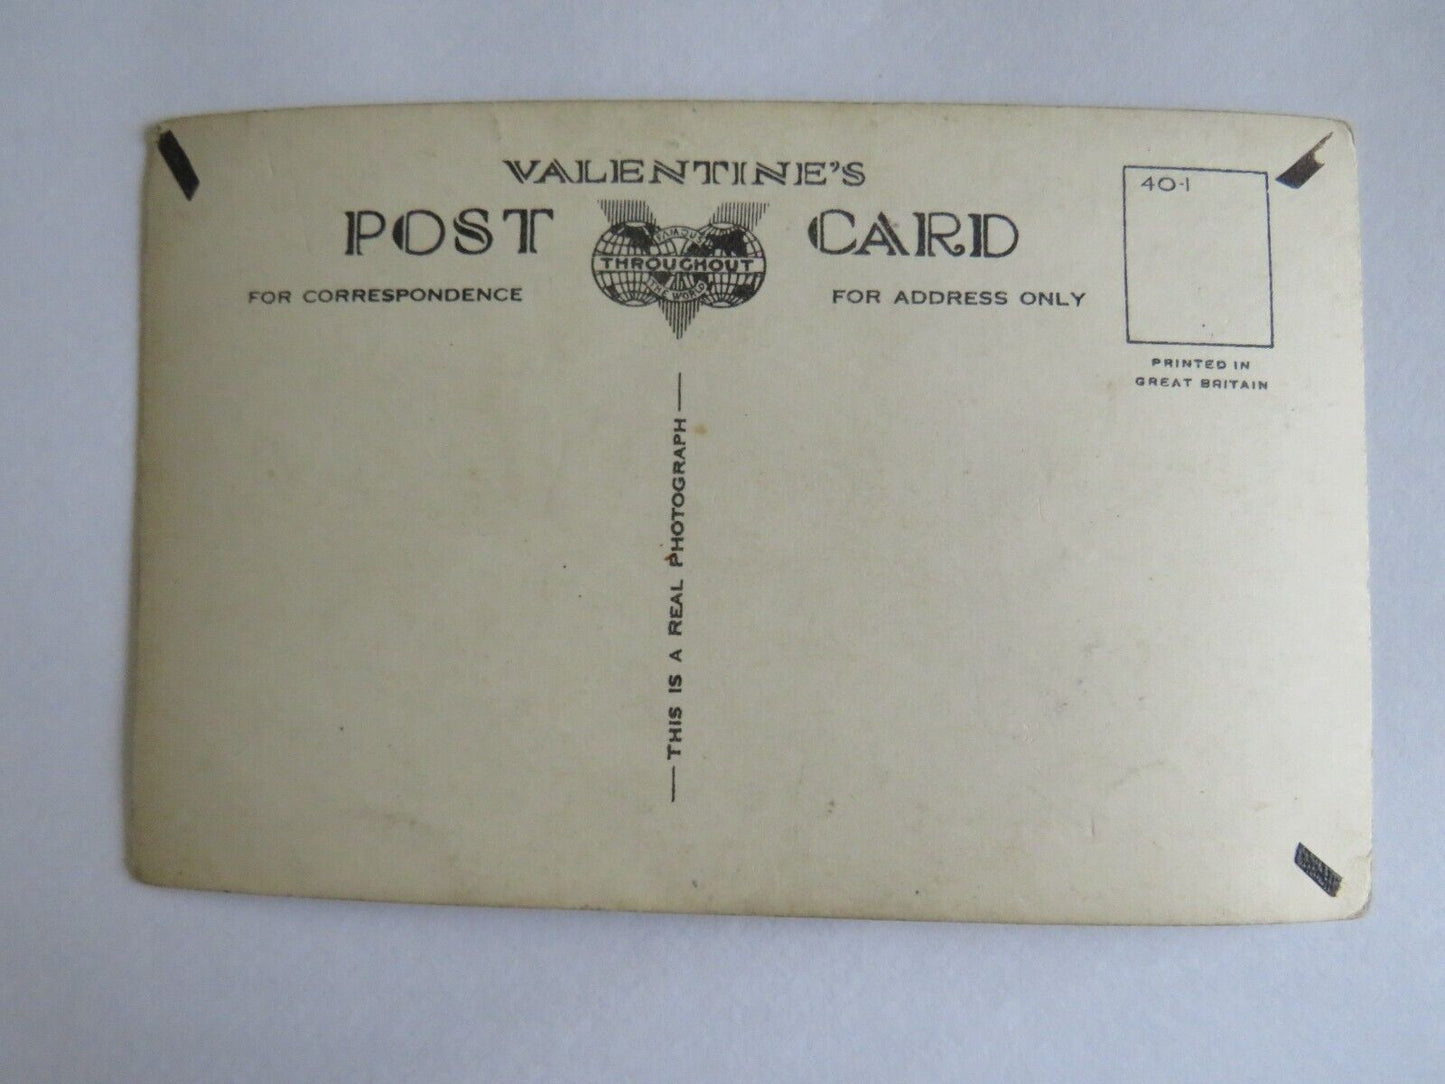 VALENTINE'S
POST CARD
40-1
THROUGHOUT
THE WORLD
FOR CORRESPONDENCE
FOR ADDRESS ONLY
PRINTED IN
GREAT BRITAIN
THIS IS A REAL PHOTOGRAPH